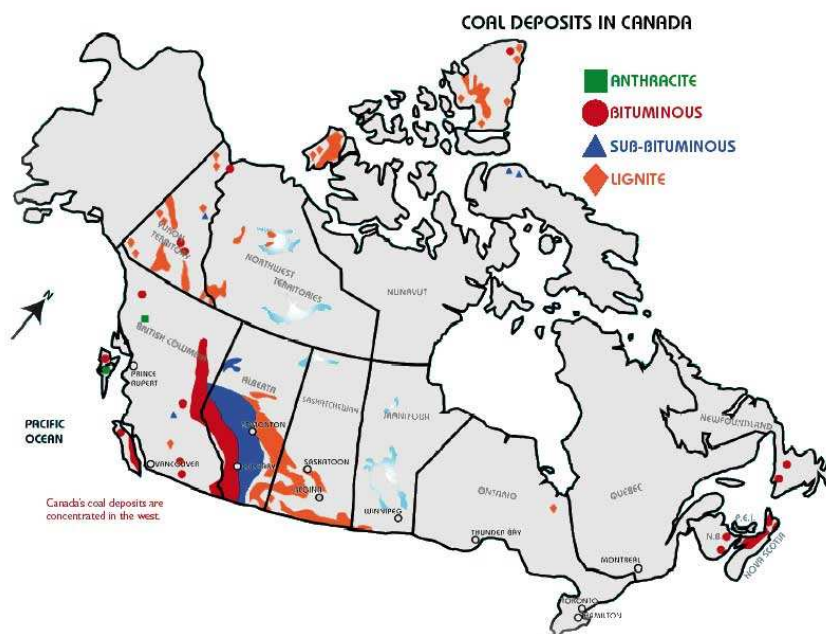 COAL DEPOSITS IN CANADA
ANTHRACITE
BITUMINOUS
SUB-BITUMINOUS
LIGNITE
N
YUKON
TERRITORY
NORTHWEST
TERRITORIES
NUNAVUT
BRITISH COLUMBIA
PRINCE
RUPERT
ALBERTA
SASKATCHEWAN
MANITOBA
NEWFOUNDLAND
PACIFIC
OCEAN
EDMONTON
VANCOUVER
CALGARY
SASKATOON
REGINA
WINNIPEG
ONTARIO
QUEBEC
P.E.I.
N.B.
NOVA SCOTIA
Canada's coal deposits are
concentrated in the west.
THUNDER BAY
MONTREAL
TORONTO
HAMILTON